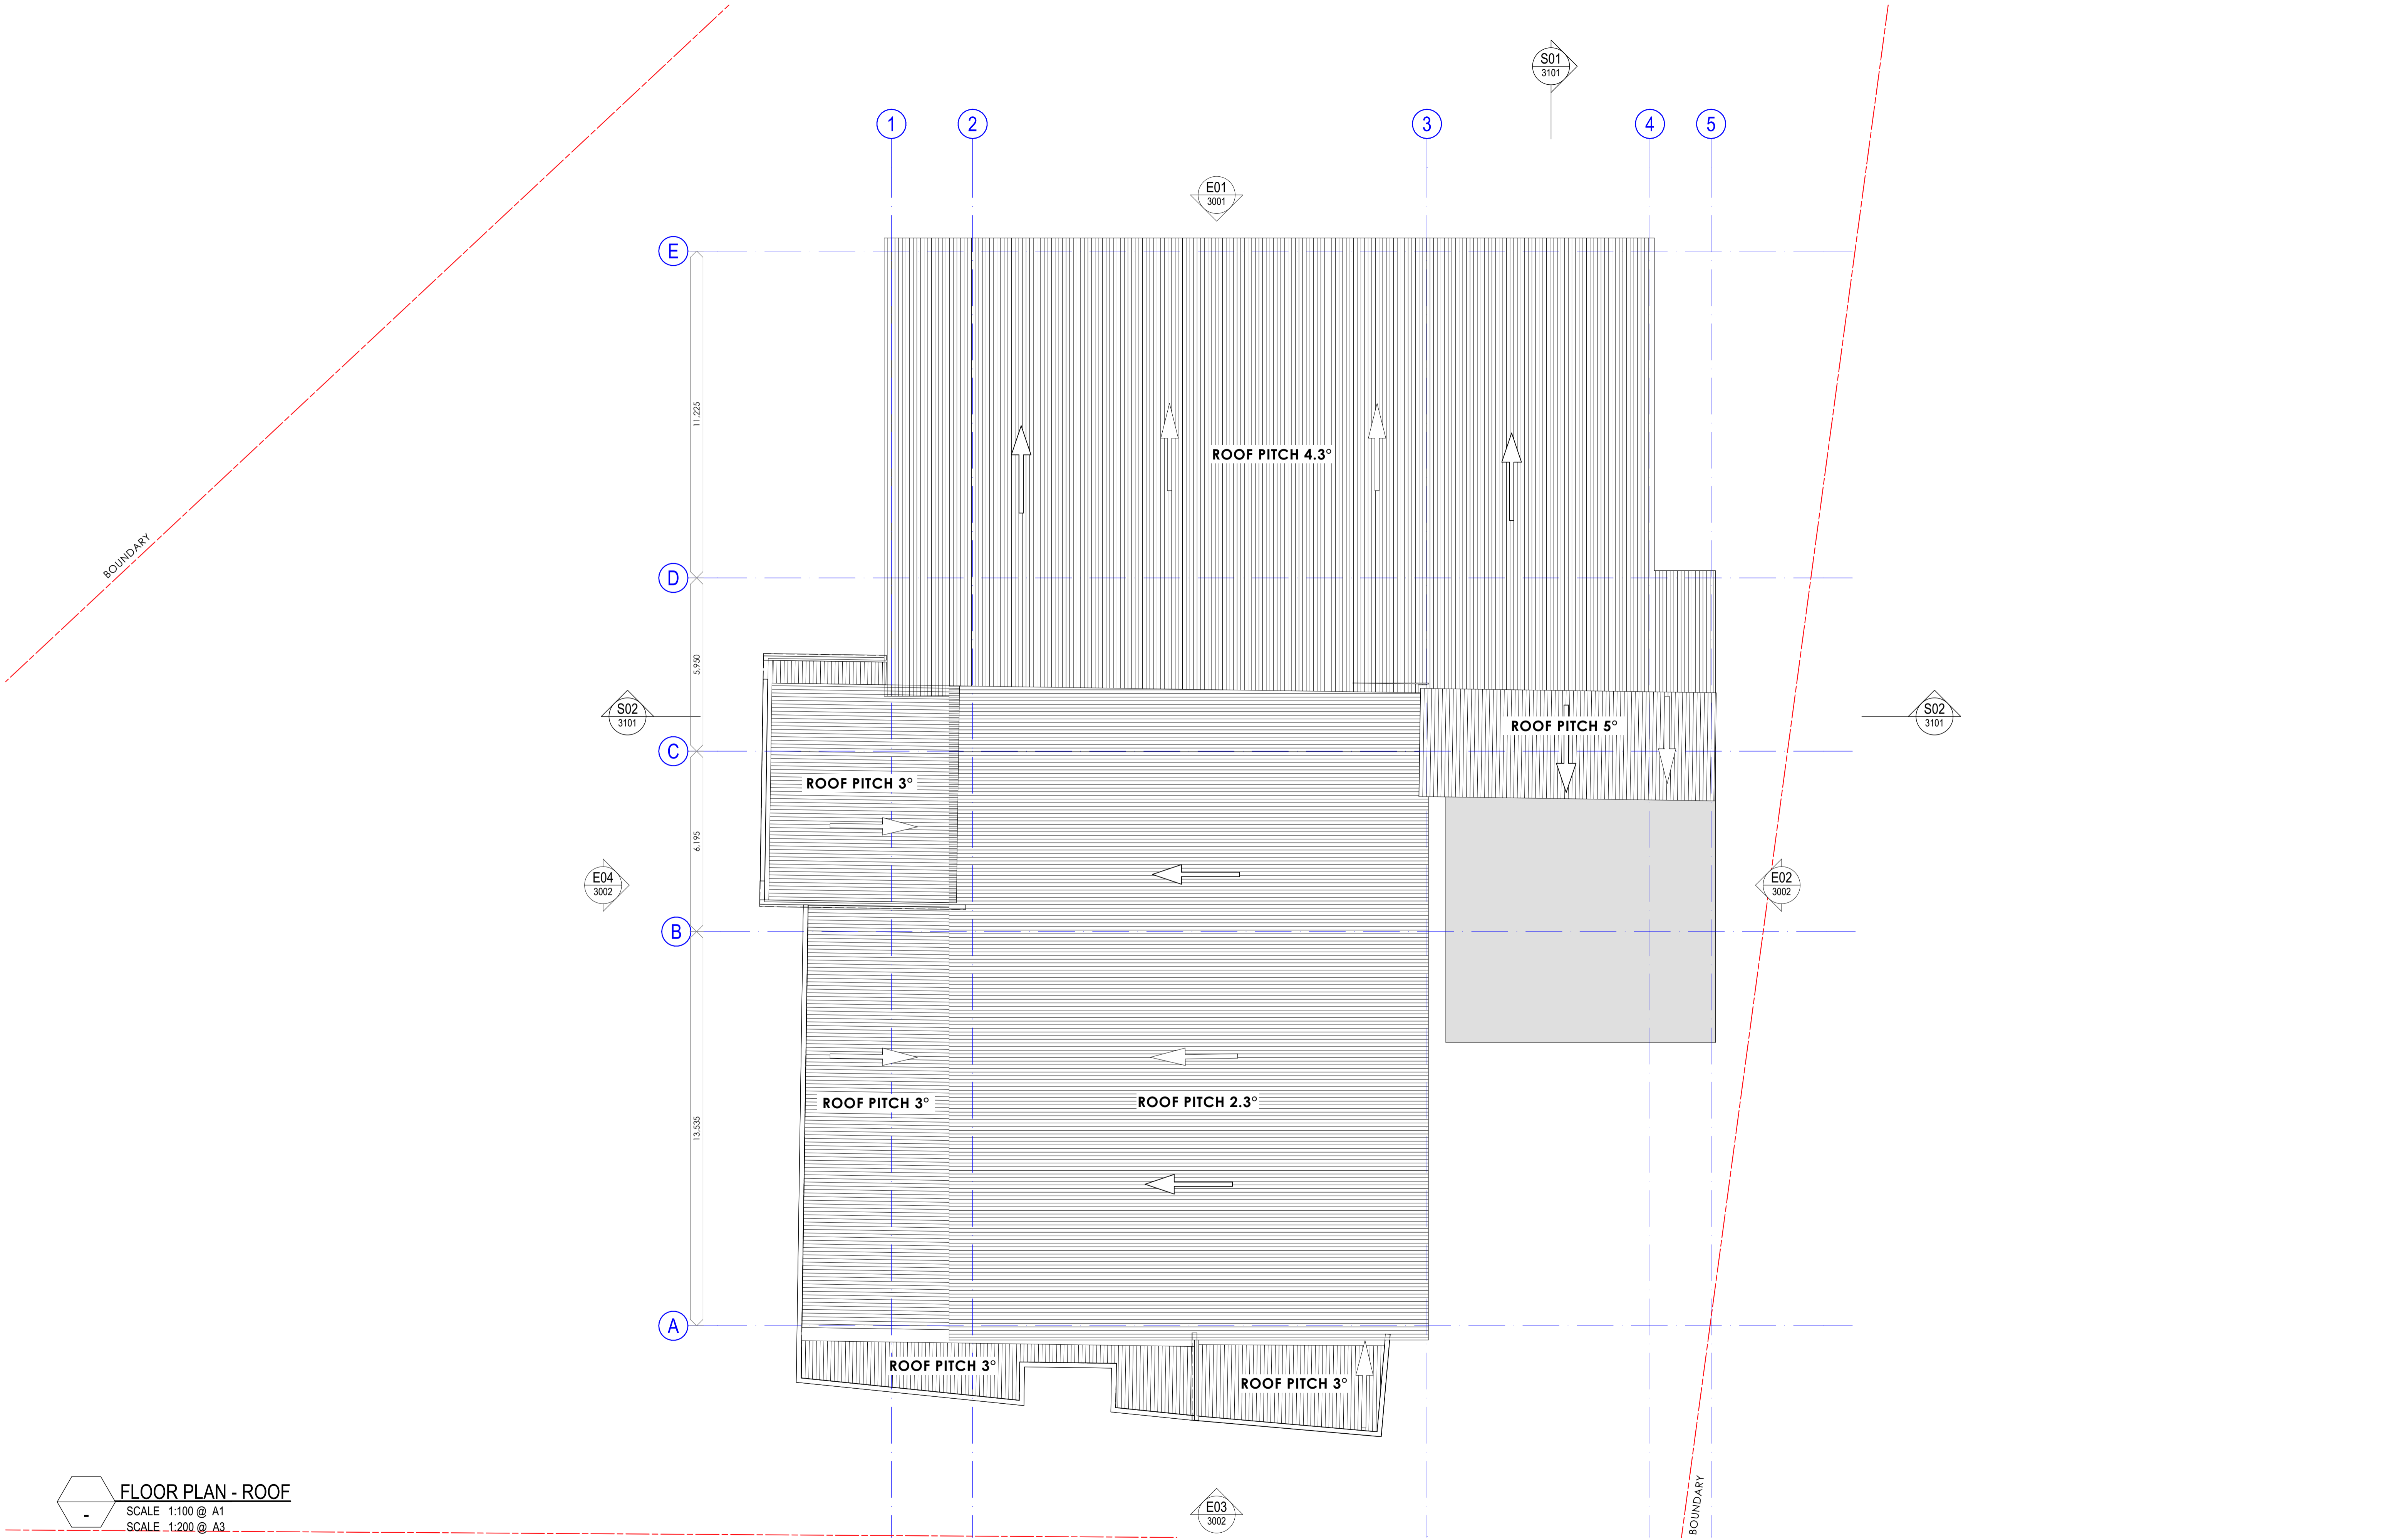 S01
3101
1
2
3
4
5
E01
3001
E
11.225
ROOF PITCH 4.3°
BOUNDARY
D
5.950
S02
3101
ROOF PITCH 5°
S02
3101
C
ROOF PITCH 3°
6.195
E04
3002
E02
3002
B
ROOF PITCH 3°
ROOF PITCH 2.3°
13.535
A
ROOF PITCH 3°
ROOF PITCH 3°
FLOOR PLAN - ROOF
-
SCALE 1:100 @ A1
SCALE 1:200 @ A3
E03
3002
BOUNDARY